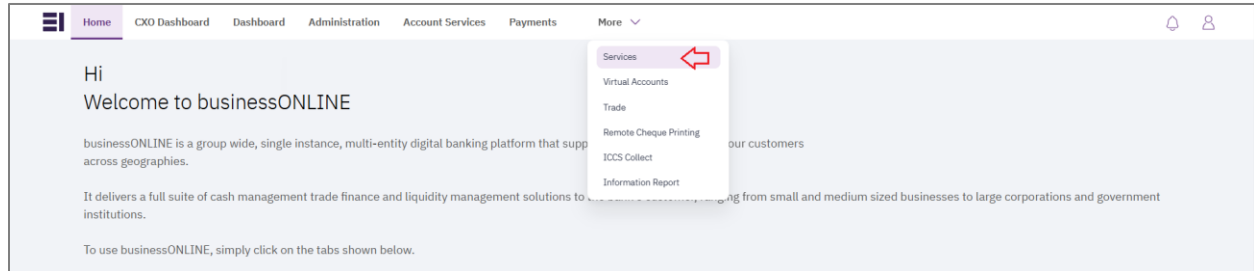 Home CXO Dashboard Dashboard Administration Account Services Payments More
Services
Virtual Accounts
Trade
Remote Cheque Printing
ICCS Collect
Information Report
Hi
Welcome to businessONLINE
businessONLINE is a group wide, single instance, multi-entity digital banking platform that supp our customers
across geographies.
It delivers a full suite of cash management trade finance and liquidity management solutions to the bank's customer, ranging from small and medium sized businesses to large corporations and government
institutions.
To use businessONLINE, simply click on the tabs shown below.